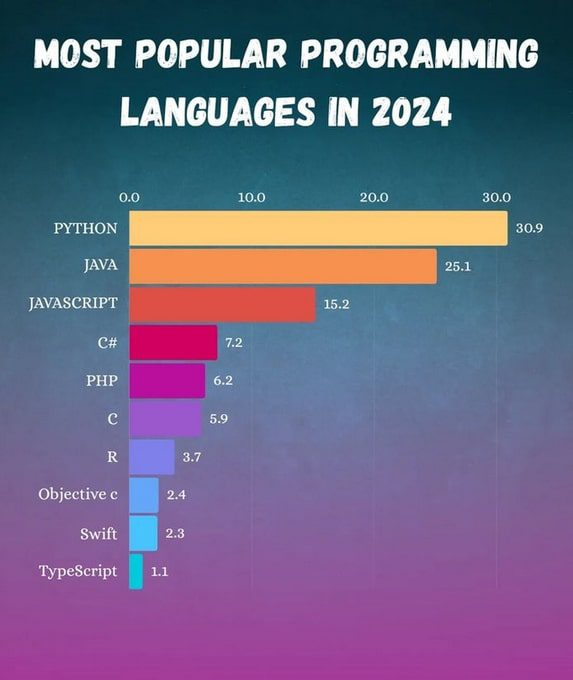 MOST POPULAR PROGRAMMING
LANGUAGES IN 2024
0.0 10.0 20.0 30.0
PYTHON 30.9
JAVA 25.1
JAVASCRIPT 15.2
C# 7.2
PHP 6.2
C 5.9
R 3.7
Objective c 2.4
Swift 2.3
TypeScript 1.1